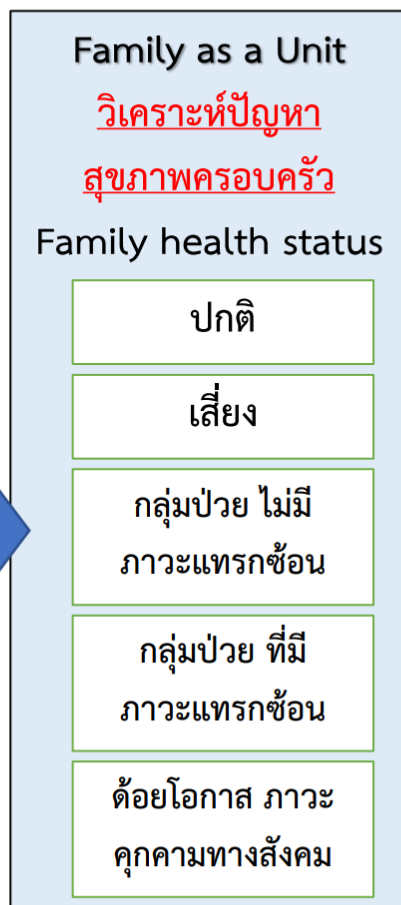 Family as a Unit
วิเคราะห์ปัญหา
สุขภาพครอบครัว
Family health status
ปกติ
เสี่ยง
กลุ่มป่วย ไม่มี
ภาวะแทรกซ้อน
กลุ่มป่วย ที่มี
ภาวะแทรกซ้อน
ด้อยโอกาส ภาวะ
คุกคามทางสังคม